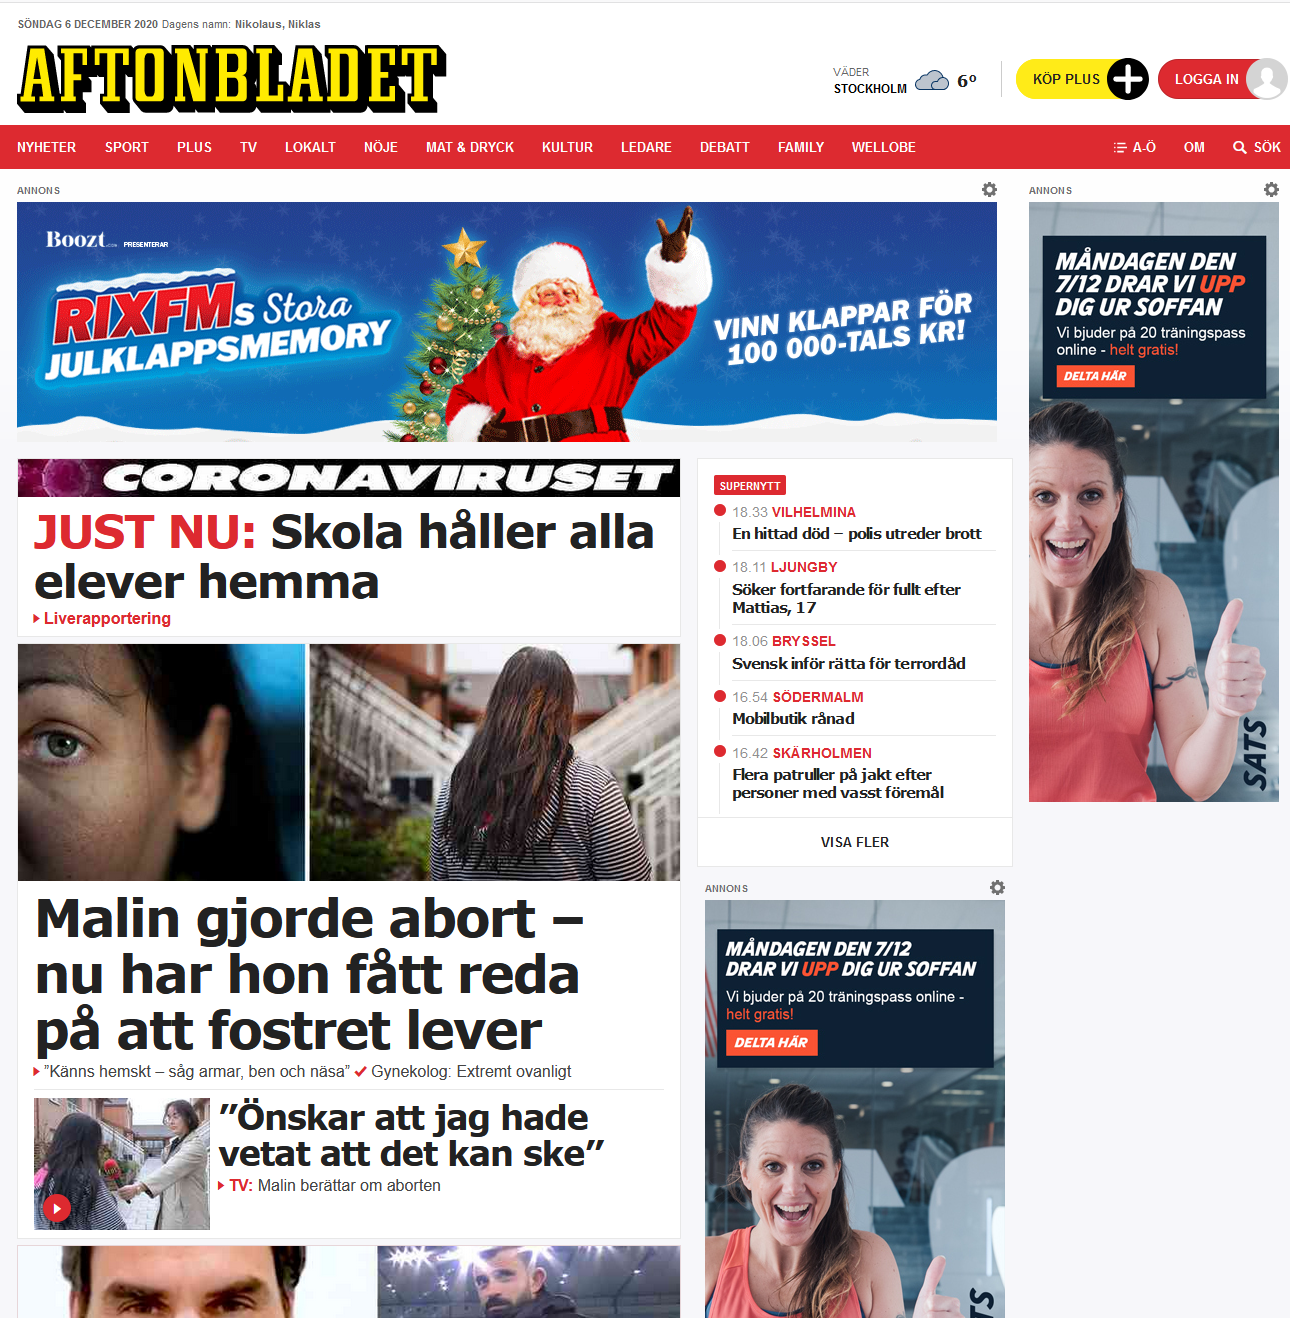 SÖNDAG 6 DECEMBER 2020 Dagens namn: Nikolaus, Niklas
AFTONBLADET
VÄDER
STOCKHOLM
6°
KÖP PLUS
LOGGA IN
NYHETER SPORT PLUS TV LOKALT NÖJE MAT & DRYCK KULTUR LEDARE DEBATT FAMILY WELLOBE A-Ö OM SÖK
ANNONS
Boozt.com PRESENTERAR
RIXFMs Stora
JULKLAPPSMEMORY
VINN KLAPPAR FÖR
100 000-TALS KR!
ANNONS
MÅNDAGEN DEN
7/12 DRAR VI UPP
DIG UR SOFFAN
Vi bjuder på 20 träningspass
online - helt gratis!
DELTA HÄR
SATS
CORONAVIRUSET
JUST NU: Skola håller alla
elever hemma
Liverapportering
SUPERNYTT
18.33 VILHELMINA
En hittad död – polis utreder brott
18.11 LJUNGBY
Söker fortfarande för fullt efter
Mattias, 17
18.06 BRYSSEL
Svensk inför rätta för terrordåd
16.54 SÖDERMALM
Mobilbutik rånad
16.42 SKÄRHOLMEN
Flera patruller på jakt efter
personer med vasst föremål
VISA FLER
Malin gjorde abort –
nu har hon fått reda
på att fostret lever
”Känns hemskt – såg armar, ben och näsa” Gynekolog: Extremt ovanligt
”Önskar att jag hade
vetat att det kan ske”
TV: Malin berättar om aborten
ANNONS
MÅNDAGEN DEN 7/12
DRAR VI UPP DIG UR SOFFAN
Vi bjuder på 20 träningspass online -
helt gratis!
DELTA HÄR
ATS